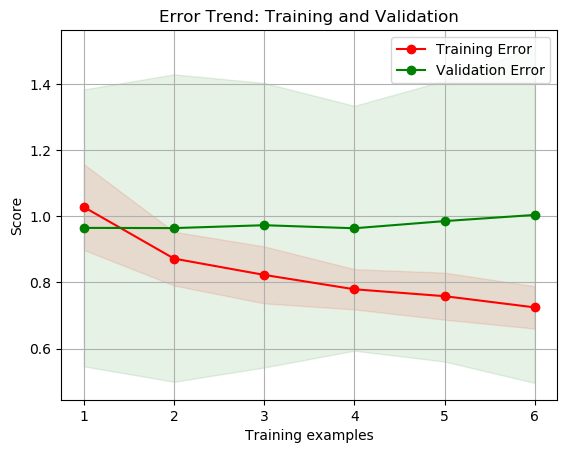 Error Trend: Training and Validation
Training Error
Validation Error
1.4
1.2
1.0
0.8
0.6
Score
1 2 3 4 5 6
Training examples